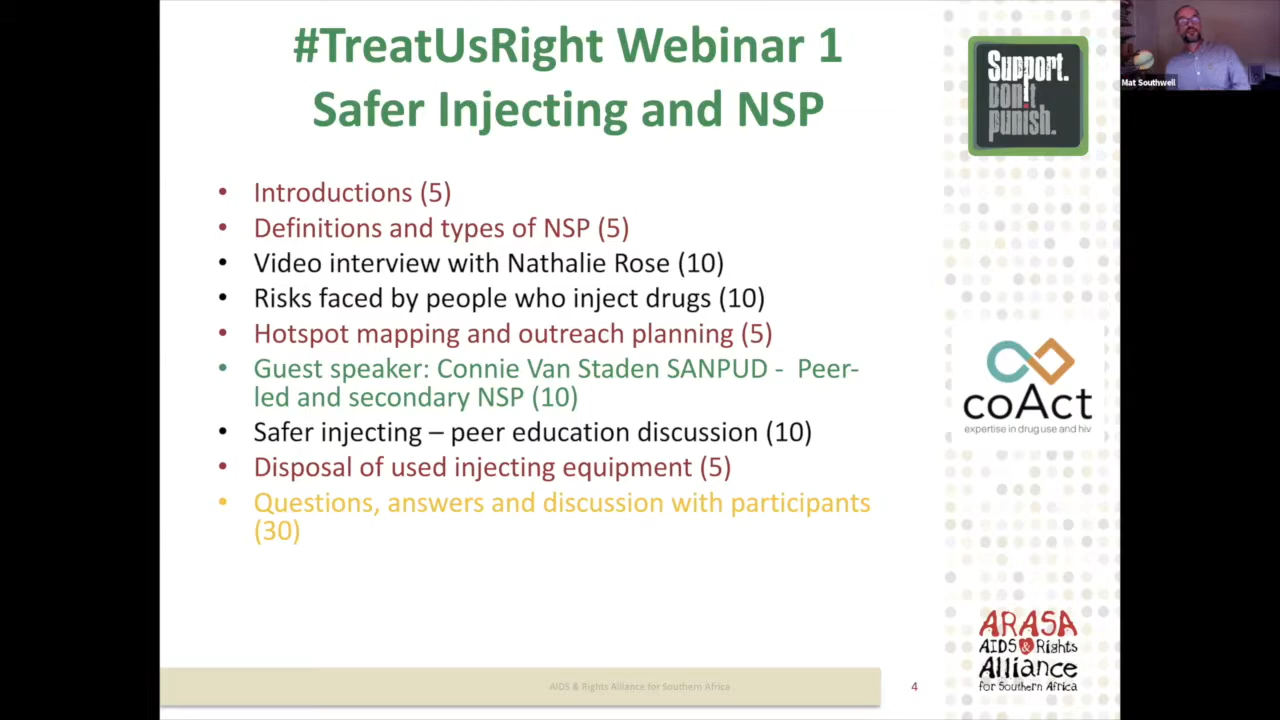 #TreatUsRight Webinar 1
Safer Injecting and NSP
• Introductions (5)
• Definitions and types of NSP (5)
• Video interview with Nathalie Rose (10)
• Risks faced by people who inject drugs (10)
• Hotspot mapping and outreach planning (5)
• Guest speaker: Connie Van Staden SANPUD - Peer-
led and secondary NSP (10)
• Safer injecting – peer education discussion (10)
• Disposal of used injecting equipment (5)
• Questions, answers and discussion with participants
(30)
AIDS & Rights Alliance for Southern Africa
4
Support.
Don't
punish.
coAct
expertise in drug use and hiv
ARASA
AIDS & Rights
Alliance
for Southern Africa
Mat Southwell